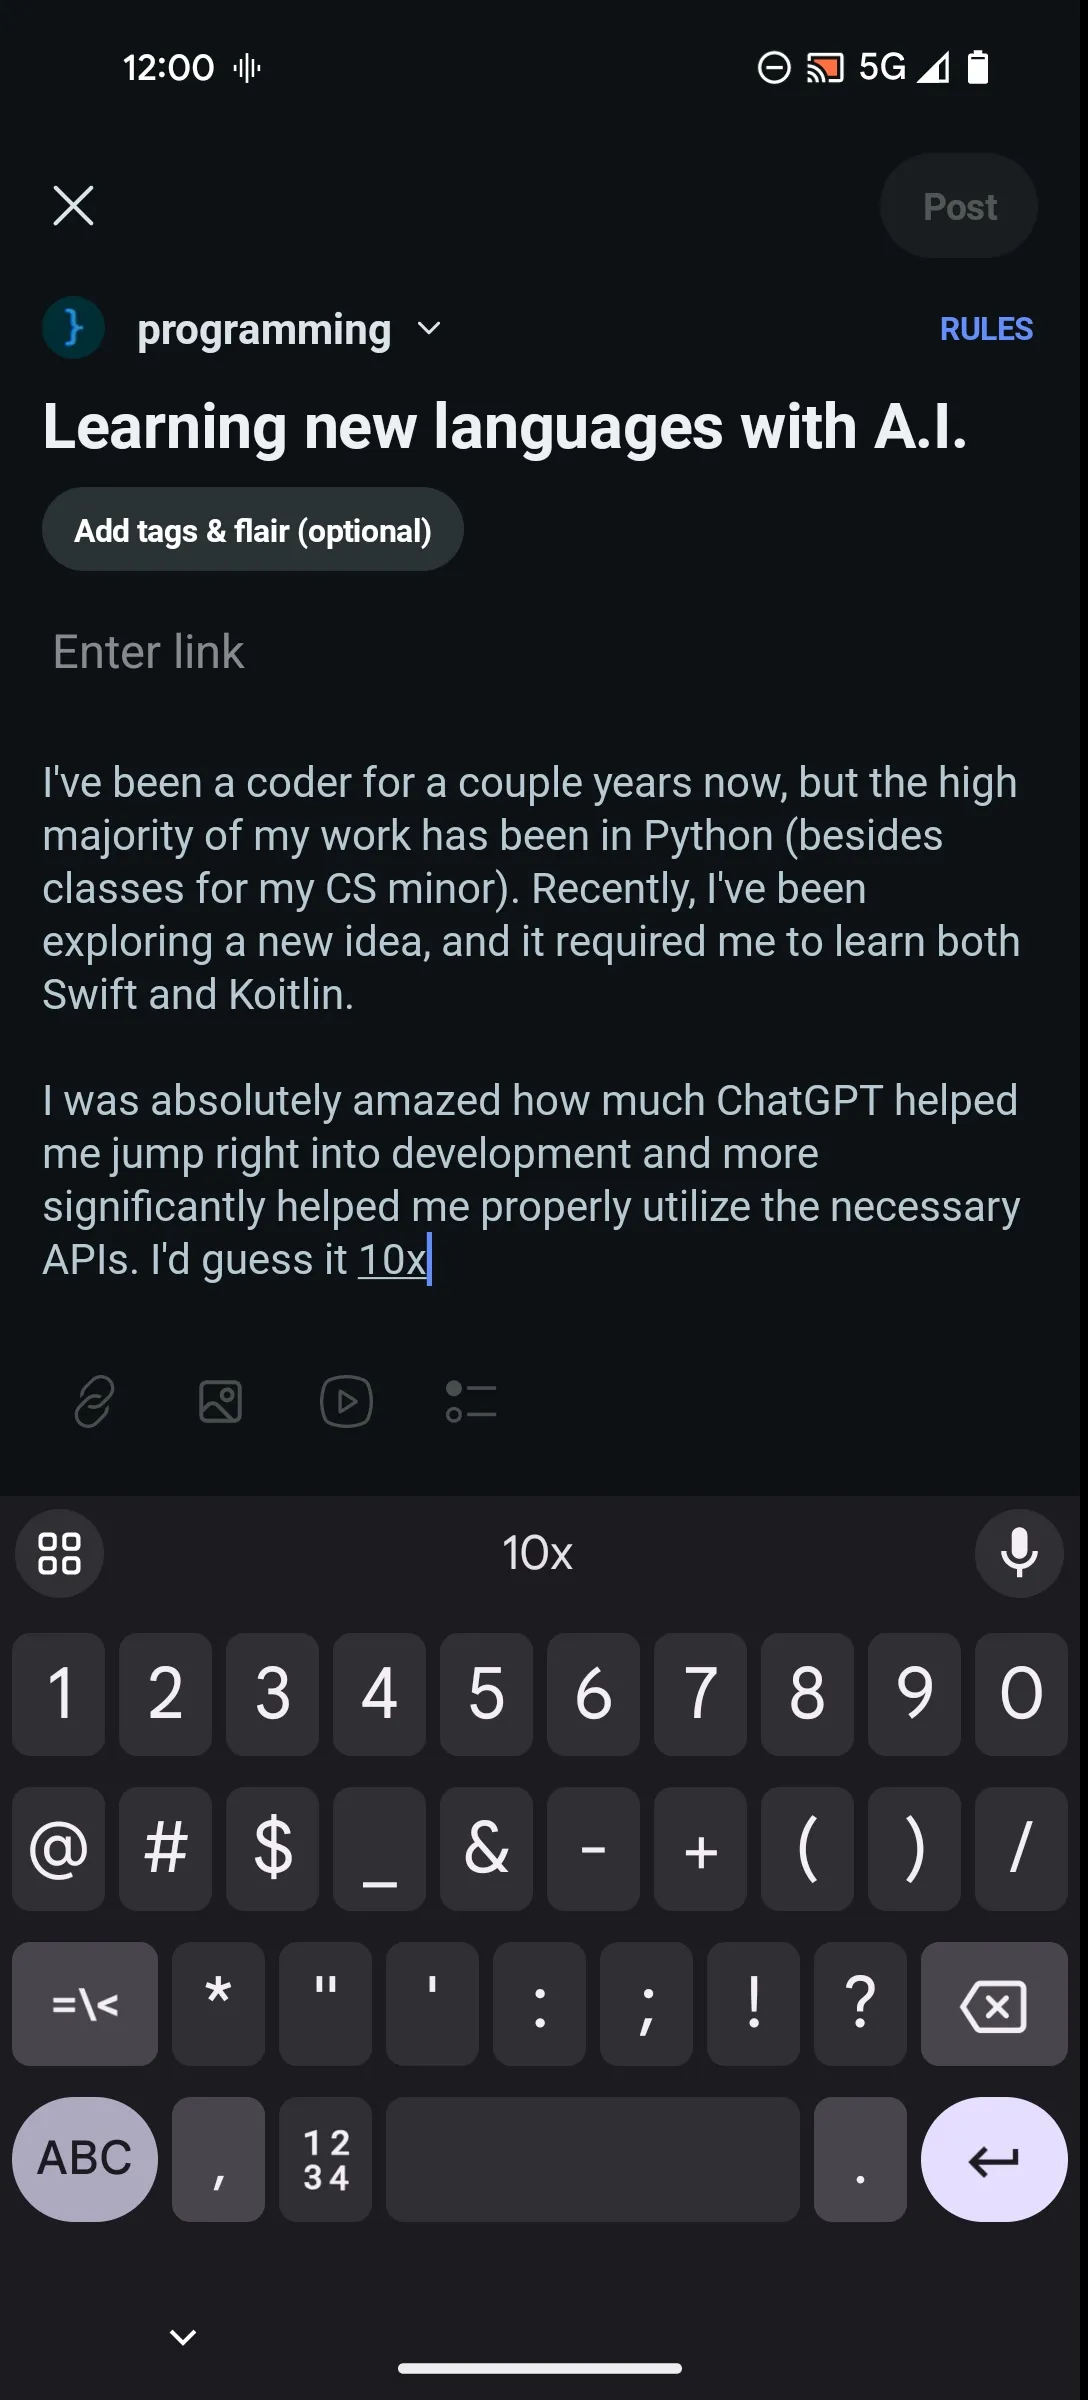 12:00 5G
Post
programming RULES
Learning new languages with A.I.
Add tags & flair (optional)
Enter link
I've been a coder for a couple years now, but the high
majority of my work has been in Python (besides
classes for my CS minor). Recently, I've been
exploring a new idea, and it required me to learn both
Swift and Koitlin.
I was absolutely amazed how much ChatGPT helped
me jump right into development and more
significantly helped me properly utilize the necessary
APIs. I'd guess it 10x
10x
1 2 3 4 5 6 7 8 9 0
@ # $ _ & - + ( ) /
=\< * " ' : ; ! ?
ABC , 12 .
34